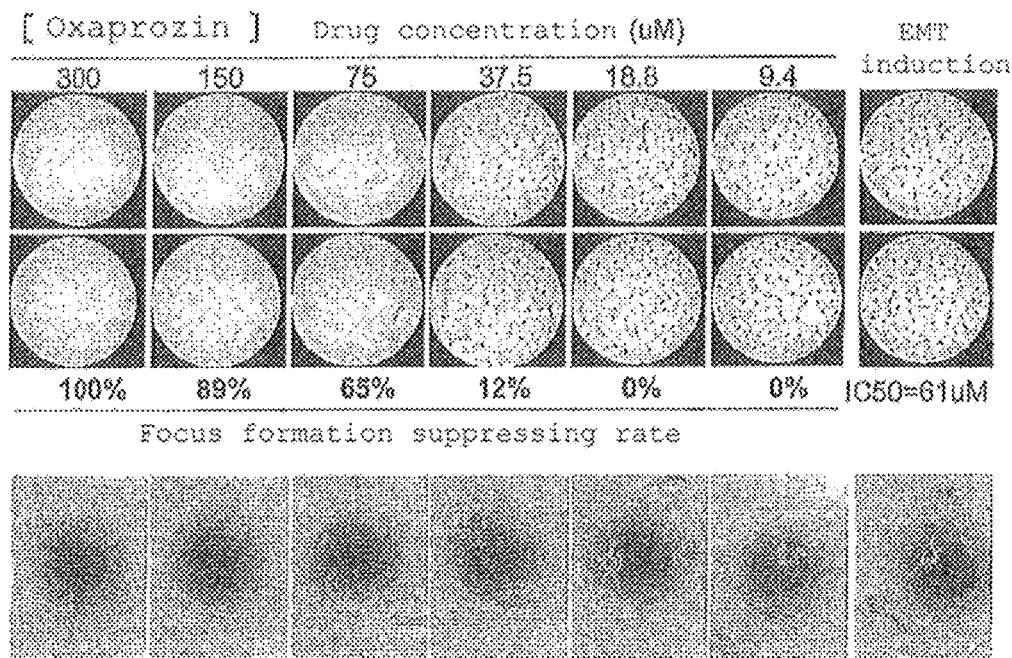 [ Oxaprozin ] Drug concentration (uM) EMT
induction
300 150 75 37.5 18.8 9.4
100% 89% 65% 12% 0% 0% IC50=61uM
Focus formation suppressing rate